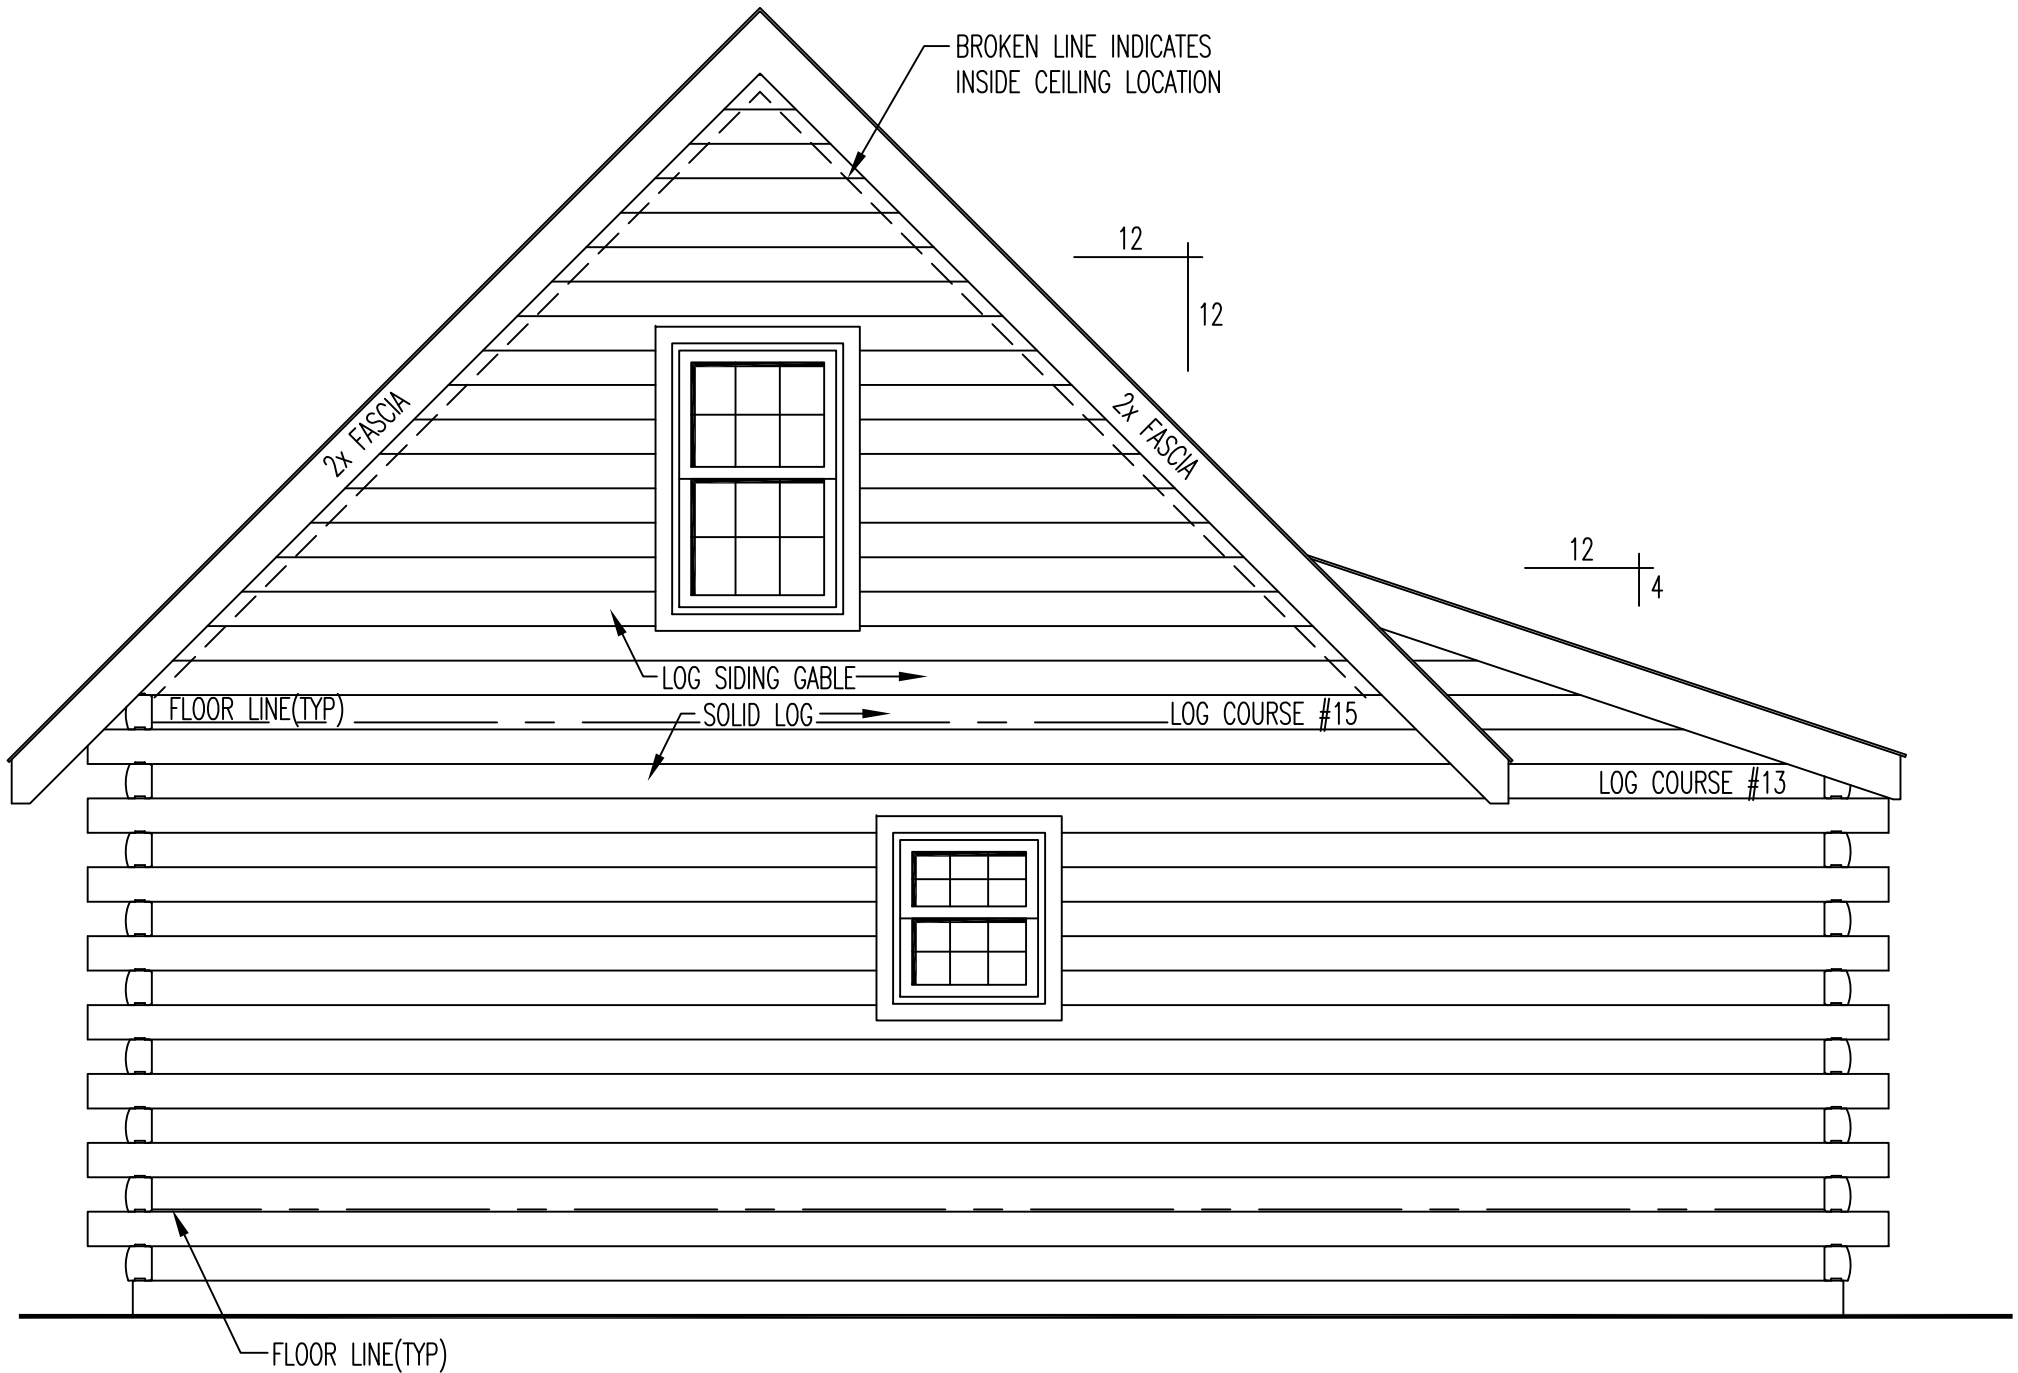 BROKEN LINE INDICATES
INSIDE CEILING LOCATION
12
12
2x FASCIA
2x FASCIA
12
4
LOG SIDING GABLE
FLOOR LINE(TYP)
SOLID LOG
LOG COURSE #15
LOG COURSE #13
FLOOR LINE(TYP)